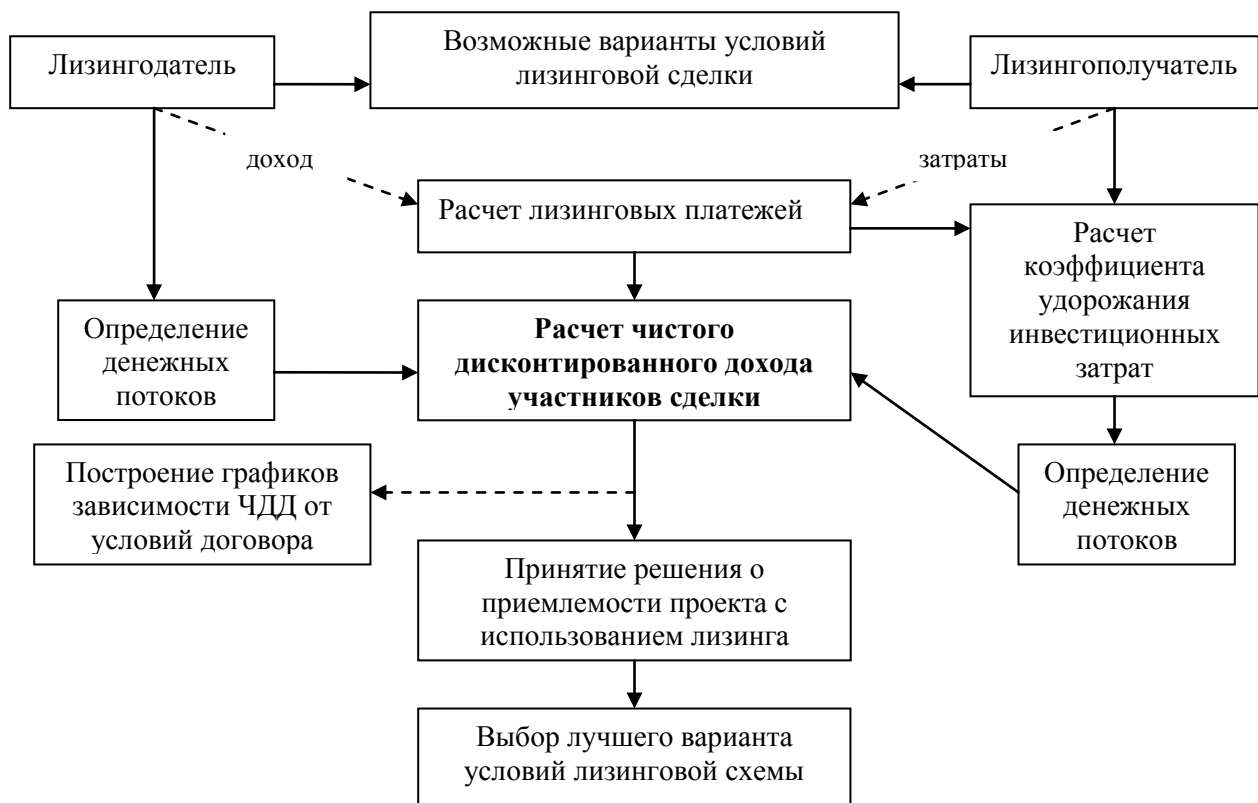 Лизингодатель
Возможные варианты условий
лизинговой сделки
Лизингополучатель
доход
затраты
Расчет лизинговых платежей
Расчет
коэффициента
удорожания
инвестиционных
затрат
Определение
денежных
потоков
Расчет чистого
дисконтированного дохода
участников сделки
Построение графиков
зависимости ЧДД от
условий договора
Определение
денежных
потоков
Принятие решения о
приемлемости проекта с
использованием лизинга
Выбор лучшего варианта
условий лизинговой схемы